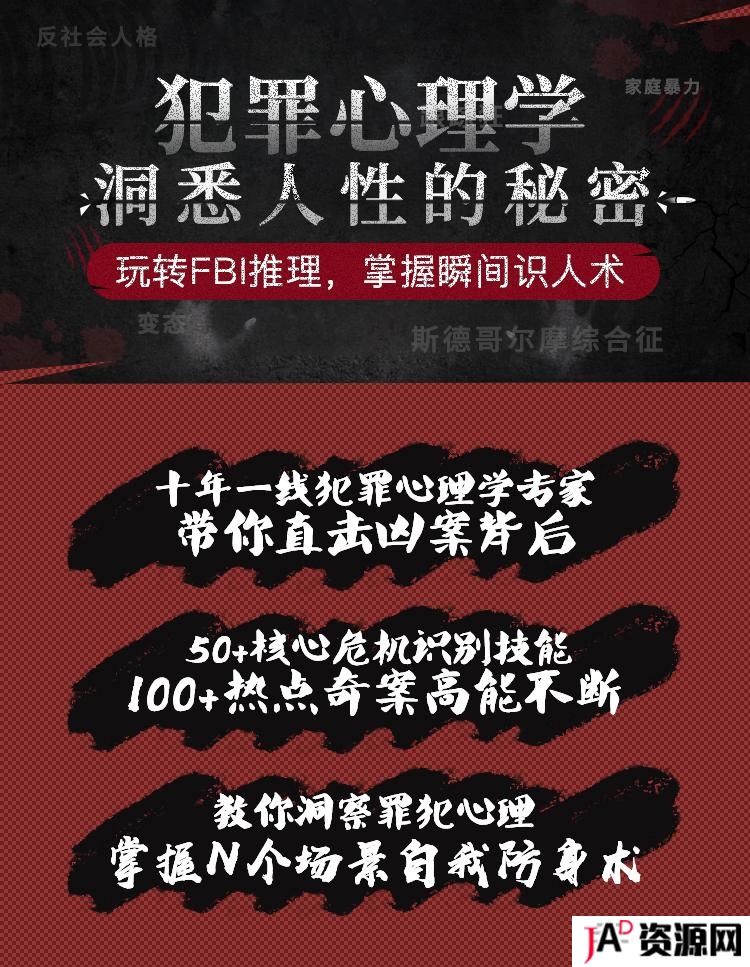 反社会人格
家庭暴力
犯罪心理学
洞悉人性的秘密
玩转FBI推理，掌握瞬间识人术
变态
斯德哥尔摩综合征
十年一线犯罪心理学专家
带你直击凶案背后
50+核心危机识别技能
100+热点奇案高能不断
教你洞察罪犯心理
掌握N个场景自我防身术
JAD资源网